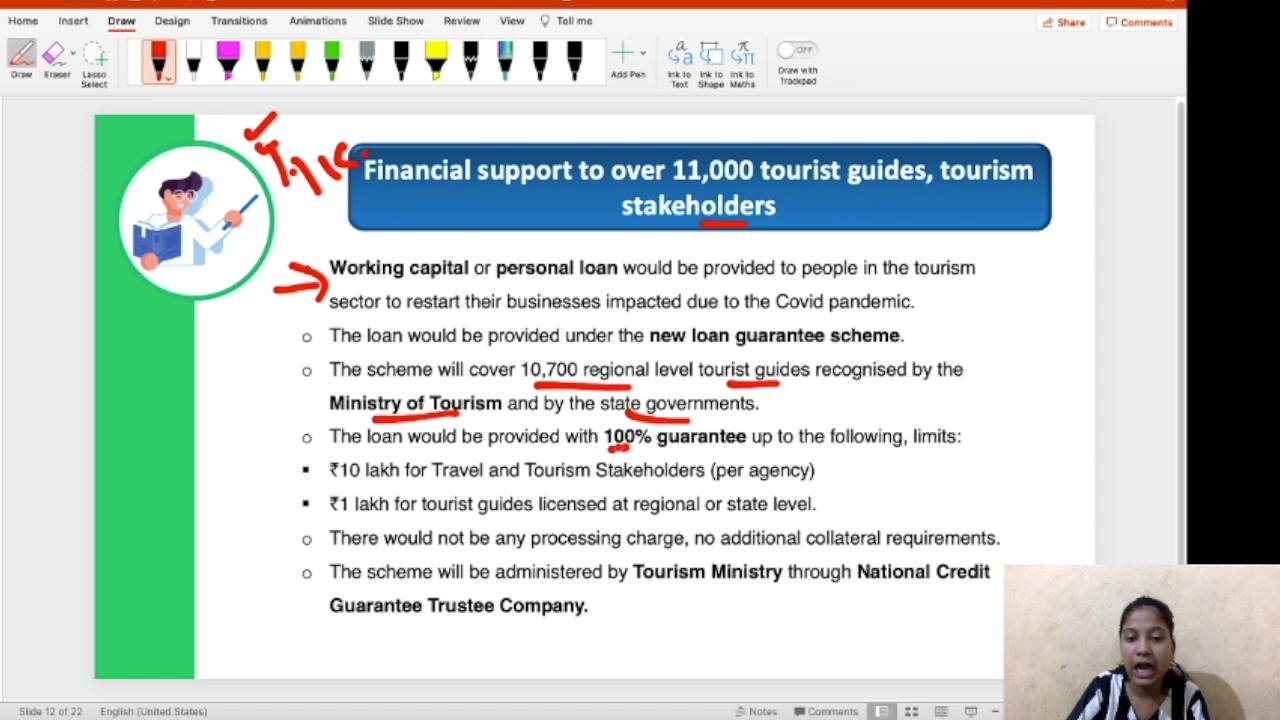 Home Insert Draw Design Transitions Animations Slide Show Review View Tell me Share Comments
Draw Eraser Lasso Select Add Pen Ink to Text Ink to Shape Ink to Maths OFF Draw with Trackpad
Financial support to over 11,000 tourist guides, tourism
stakeholders
Working capital or personal loan would be provided to people in the tourism
sector to restart their businesses impacted due to the Covid pandemic.
o The loan would be provided under the new loan guarantee scheme.
o The scheme will cover 10,700 regional level tourist guides recognised by the
Ministry of Tourism and by the state governments.
o The loan would be provided with 100% guarantee up to the following, limits:
▪ ₹10 lakh for Travel and Tourism Stakeholders (per agency)
▪ ₹1 lakh for tourist guides licensed at regional or state level.
o There would not be any processing charge, no additional collateral requirements.
o The scheme will be administered by Tourism Ministry through National Credit
Guarantee Trustee Company.
Slide 12 of 22 English (United States) Notes Comments